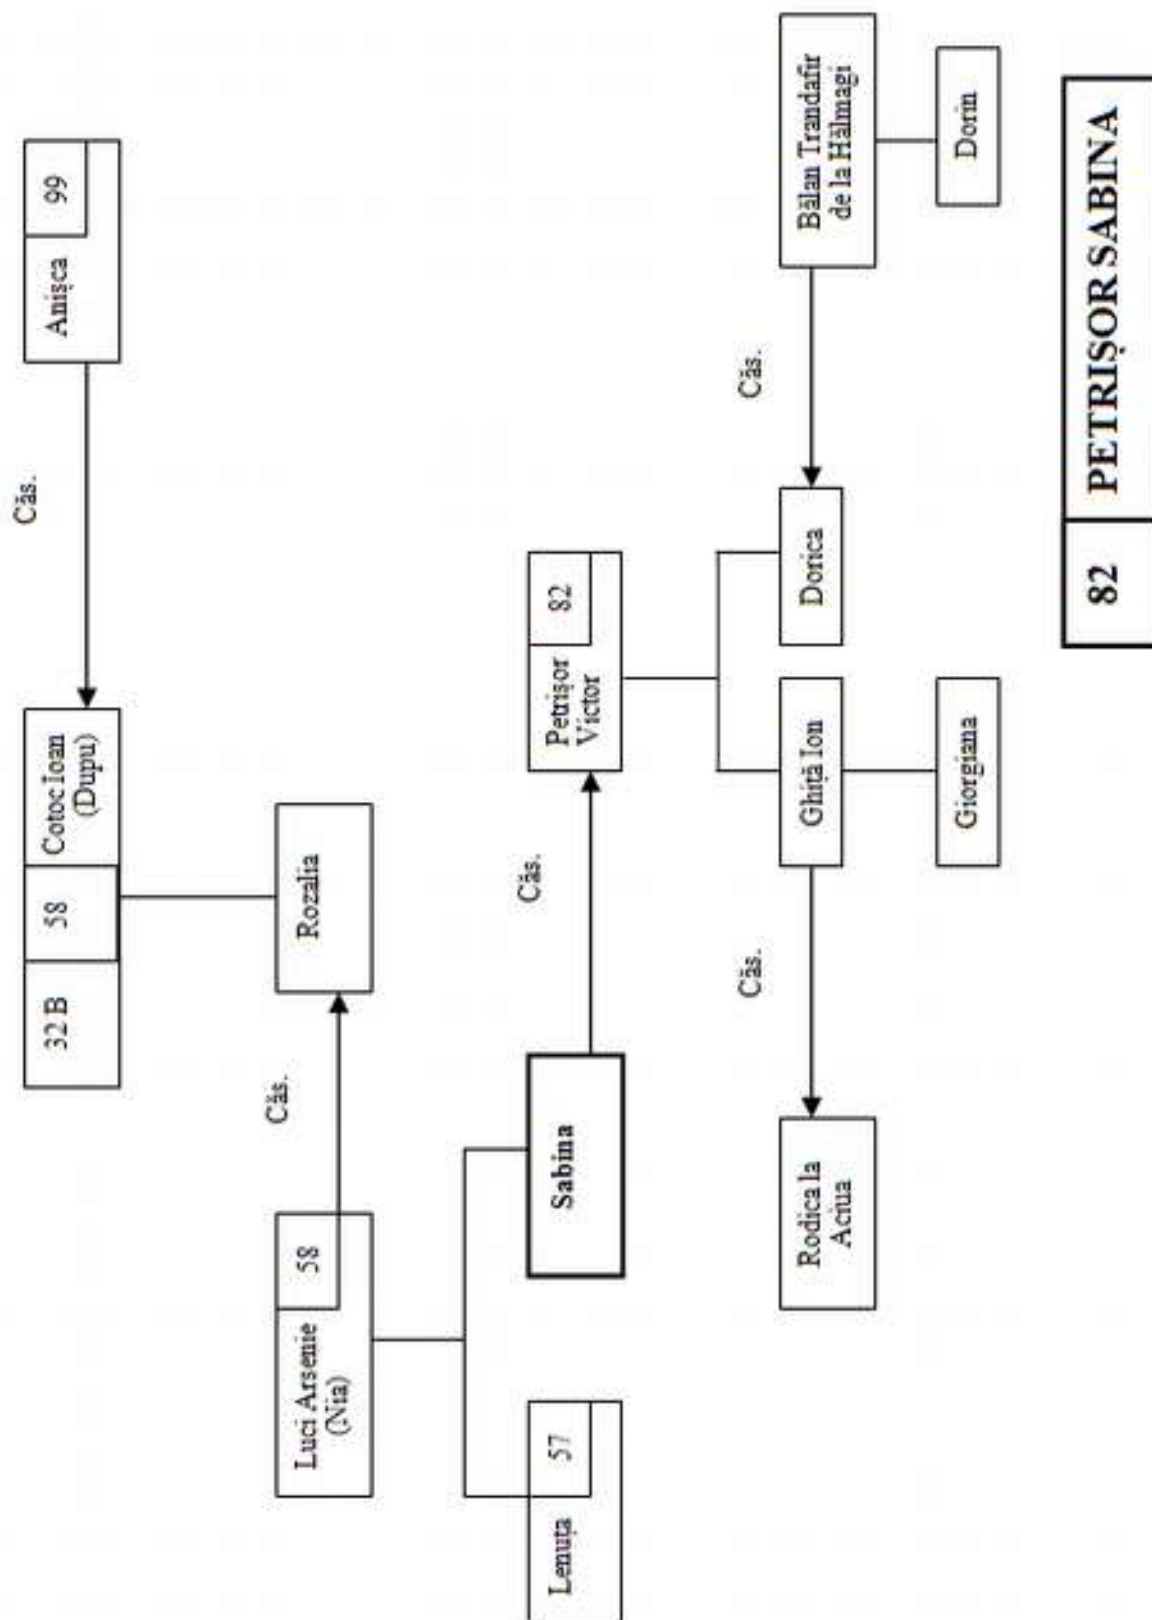 Căs.
32 B
58
Cotoc Ioan
(Dupu)
Anișca
99
Căs.
Luci Arsenie
(Nia)
58
Rozalia
Căs.
Lenuța
57
Sabina
Petrișor
Victor
82
Căs.
Căs.
Rodica la
Aciua
Ghiță Ion
Dorica
Bălan Trandafir
de la Hălmagi
Giorgiana
Dorin
82 PETRIȘOR SABINA